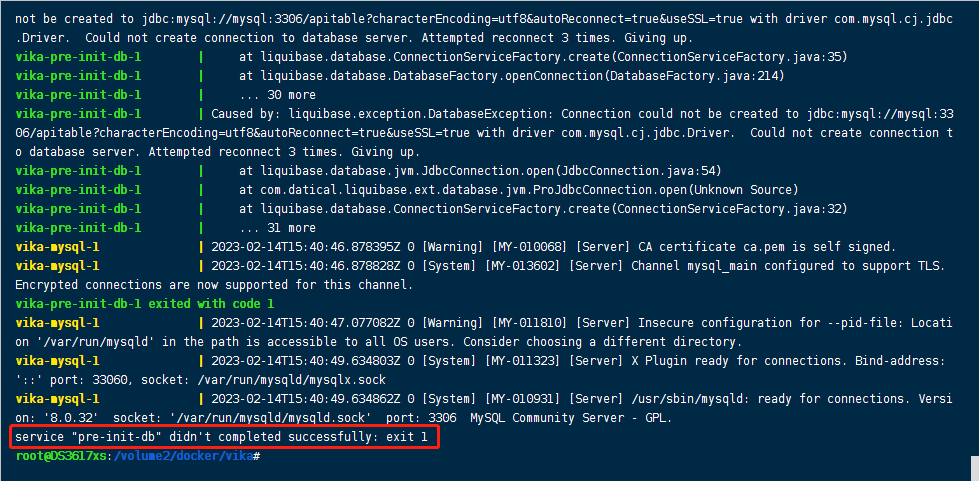 not be created to jdbc:mysql://mysql:3306/apitable?characterEncoding=utf8&autoReconnect=true&useSSL=true with driver com.mysql.cj.jdbc
.Driver.  Could not create connection to database server. Attempted reconnect 3 times. Giving up.
vika-pre-init-db-1        |     at liquibase.database.ConnectionServiceFactory.create(ConnectionServiceFactory.java:35)
vika-pre-init-db-1        |     at liquibase.database.DatabaseFactory.openConnection(DatabaseFactory.java:214)
vika-pre-init-db-1        |     ... 30 more
vika-pre-init-db-1        | Caused by: liquibase.exception.DatabaseException: Connection could not be created to jdbc:mysql://mysql:33
06/apitable?characterEncoding=utf8&autoReconnect=true&useSSL=true with driver com.mysql.cj.jdbc.Driver.  Could not create connection t
o database server. Attempted reconnect 3 times. Giving up.
vika-pre-init-db-1        |     at liquibase.database.jvm.JdbcConnection.open(JdbcConnection.java:54)
vika-pre-init-db-1        |     at com.datical.liquibase.ext.database.jvm.ProJdbcConnection.open(Unknown Source)
vika-pre-init-db-1        |     at liquibase.database.ConnectionServiceFactory.create(ConnectionServiceFactory.java:32)
vika-pre-init-db-1        |     ... 31 more
vika-mysql-1              | 2023-02-14T15:40:46.878395Z 0 [Warning] [MY-010068] [Server] CA certificate ca.pem is self signed.
vika-mysql-1              | 2023-02-14T15:40:46.878828Z 0 [System] [MY-013602] [Server] Channel mysql_main configured to support TLS.
Encrypted connections are now supported for this channel.
vika-pre-init-db-1 exited with code 1
vika-mysql-1              | 2023-02-14T15:40:47.077082Z 0 [Warning] [MY-011810] [Server] Insecure configuration for --pid-file: Locati
on '/var/run/mysqld' in the path is accessible to all OS users. Consider choosing a different directory.
vika-mysql-1              | 2023-02-14T15:40:49.634803Z 0 [System] [MY-011323] [Server] X Plugin ready for connections. Bind-address:
'::' port: 33060, socket: /var/run/mysqld/mysqlx.sock
vika-mysql-1              | 2023-02-14T15:40:49.634862Z 0 [System] [MY-010931] [Server] /usr/sbin/mysqld: ready for connections. Versi
on: '8.0.32'  socket: '/var/run/mysqld/mysqld.sock'  port: 3306  MySQL Community Server - GPL.
service "pre-init-db" didn't completed successfully: exit 1
root@DS3617xs:/volume2/docker/vika#